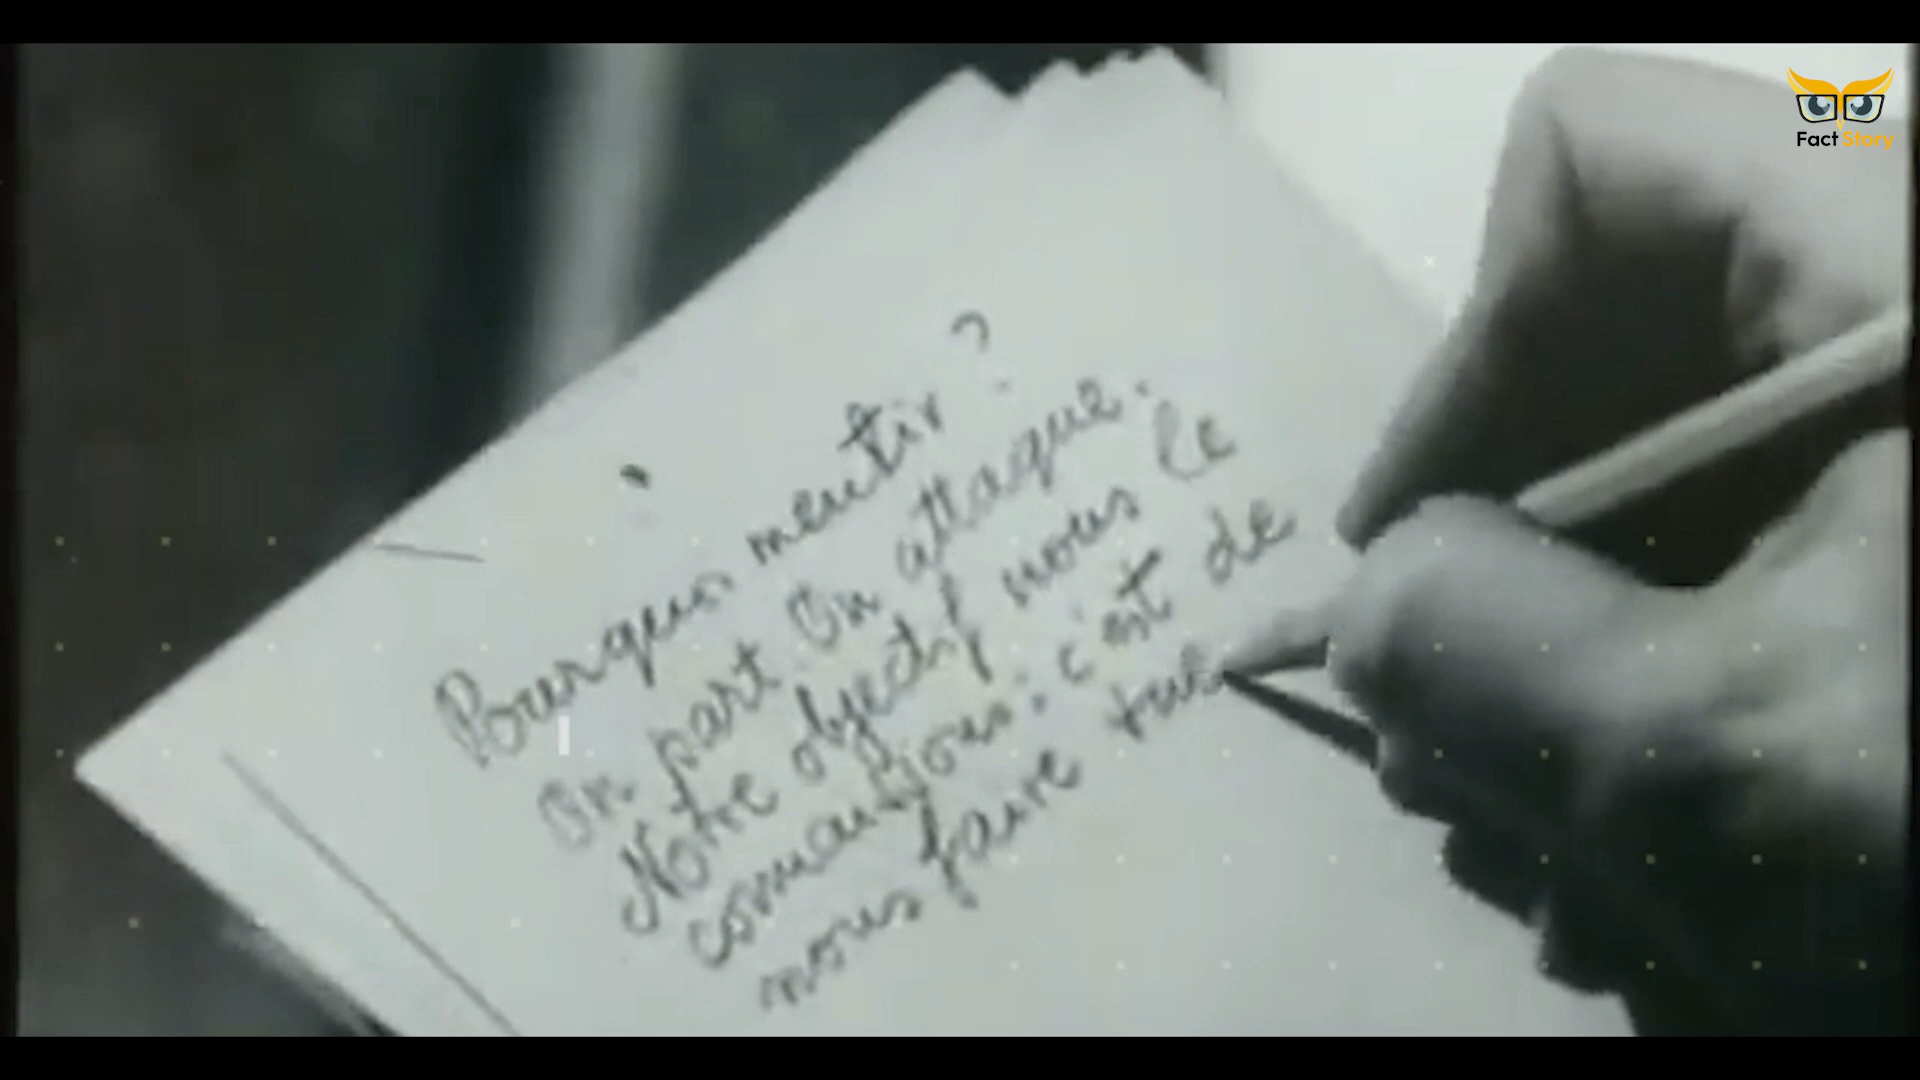 Fact Story
Pourquoi mentir ?
On part. On attaque.
Notre objectif nous le
connaissons : c'est de
nous faire tue